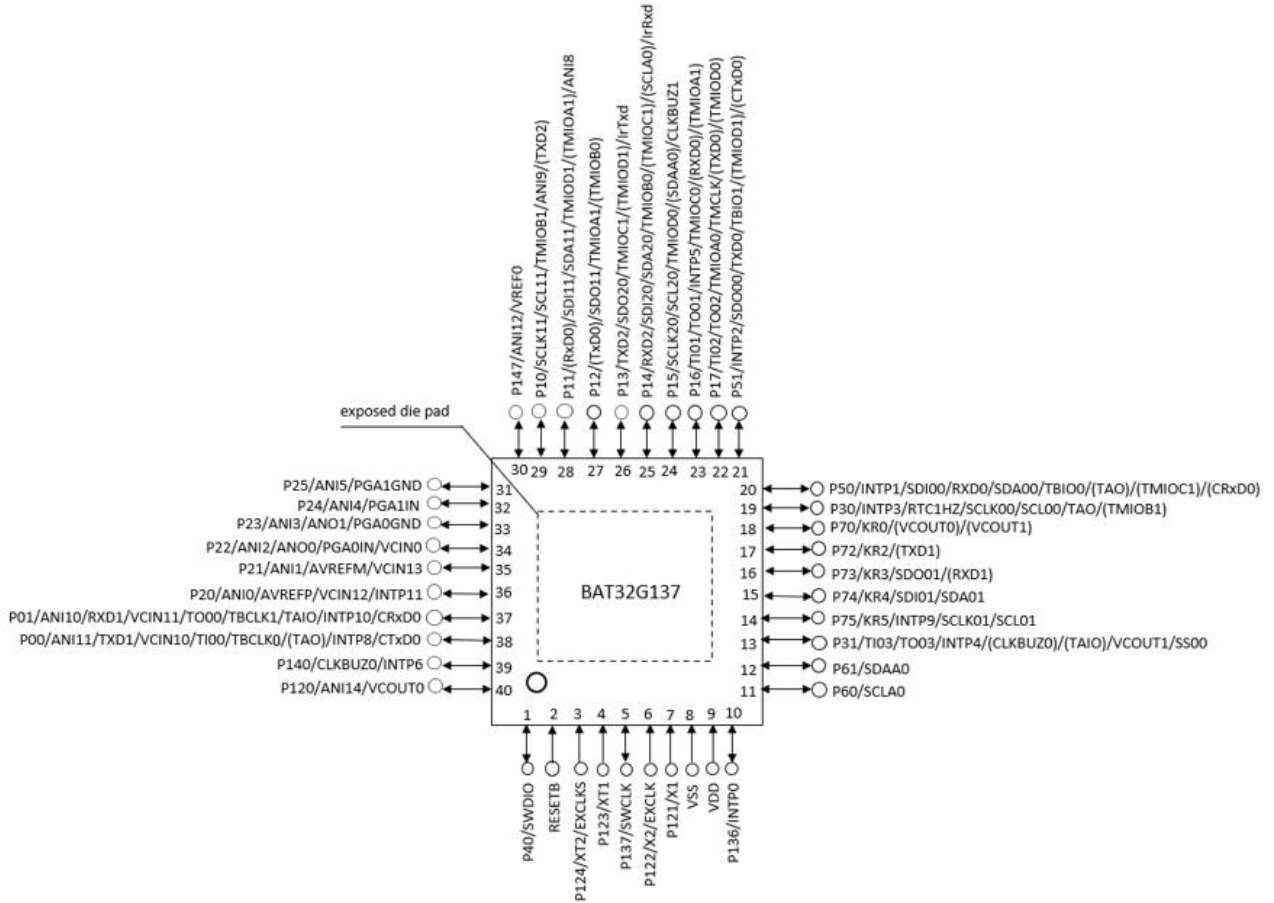 P147/ANI12/VREF0
P10/SCLK11/SCL11/TMIOB1/ANI9/(TXD2)
P11/(RxD0)/SDI11/SDA11/TMIOD1/(TMIOA1)/ANI8
P12/(TxD0)/SDO11/TMIOA1/(TMIOB0)
P13/TXD2/SDO20/TMIOC1/(TMIOD1)/IrTxd
P14/RXD2/SDI20/SDA20/TMIOB0/(TMIOC1)/(SCLA0)/IrRxd
P15/SCLK20/SCL20/TMIOD0/(SDAA0)/CLKBUZ1
P16/TI01/TO01/INTP5/TMIOC0/(RXD0)/(TMIOA1)
P17/TI02/TO02/TMIOA0/TMCLK/(TXD0)/(TMIOD0)
P51/INTP2/SDO00/TXD0/TBIO1/(TMIOD1)/(CTxD0)
exposed die pad
30 29 28 27 26 25 24 23 22 21
P25/ANI5/PGA1GND 31
P24/ANI4/PGA1IN 32
P23/ANI3/ANO1/PGA0GND 33
P22/ANI2/ANO0/PGA0IN/VCIN0 34
P21/ANI1/AVREFM/VCIN13 35
P20/ANI0/AVREFP/VCIN12/INTP11 36
P01/ANI10/RXD1/VCIN11/TO00/TBCLK1/TAIO/INTP10/CRxD0 37
P00/ANI11/TXD1/VCIN10/TI00/TBCLK0/(TAO)/INTP8/CTxD0 38
P140/CLKBUZ0/INTP6 39
P120/ANI14/VCOUT0 40
BAT32G137
20 P50/INTP1/SDI00/RXD0/SDA00/TBIO0/(TAO)/(TMIOC1)/(CRxD0)
19 P30/INTP3/RTC1HZ/SCLK00/SCL00/TAO/(TMIOB1)
18 P70/KR0/(VCOUT0)/(VCOUT1)
17 P72/KR2/(TXD1)
16 P73/KR3/SDO01/(RXD1)
15 P74/KR4/SDI01/SDA01
14 P75/KR5/INTP9/SCLK01/SCL01
13 P31/TI03/TO03/INTP4/(CLKBUZ0)/(TAIO)/VCOUT1/SS00
12 P61/SDAA0
11 P60/SCLA0
1 2 3 4 5 6 7 8 9 10
P40/SWDIO
RESETB
P124/XT2/EXCLKS
P123/XT1
P137/SWCLK
P122/X2/EXCLK
P121/X1
VSS
VDD
P136/INTP0